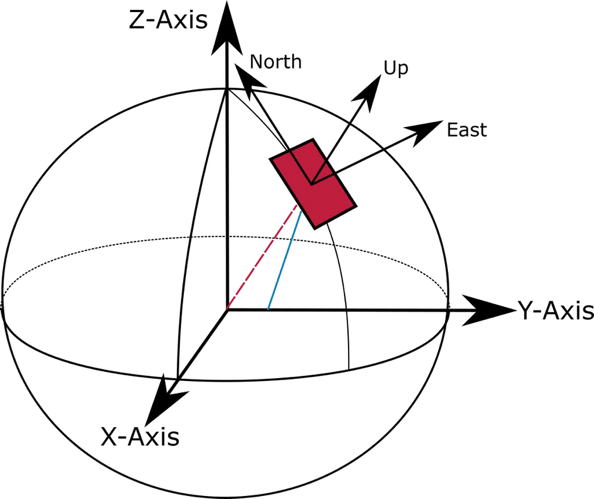 Z-Axis
North
Up
East
Y-Axis
X-Axis